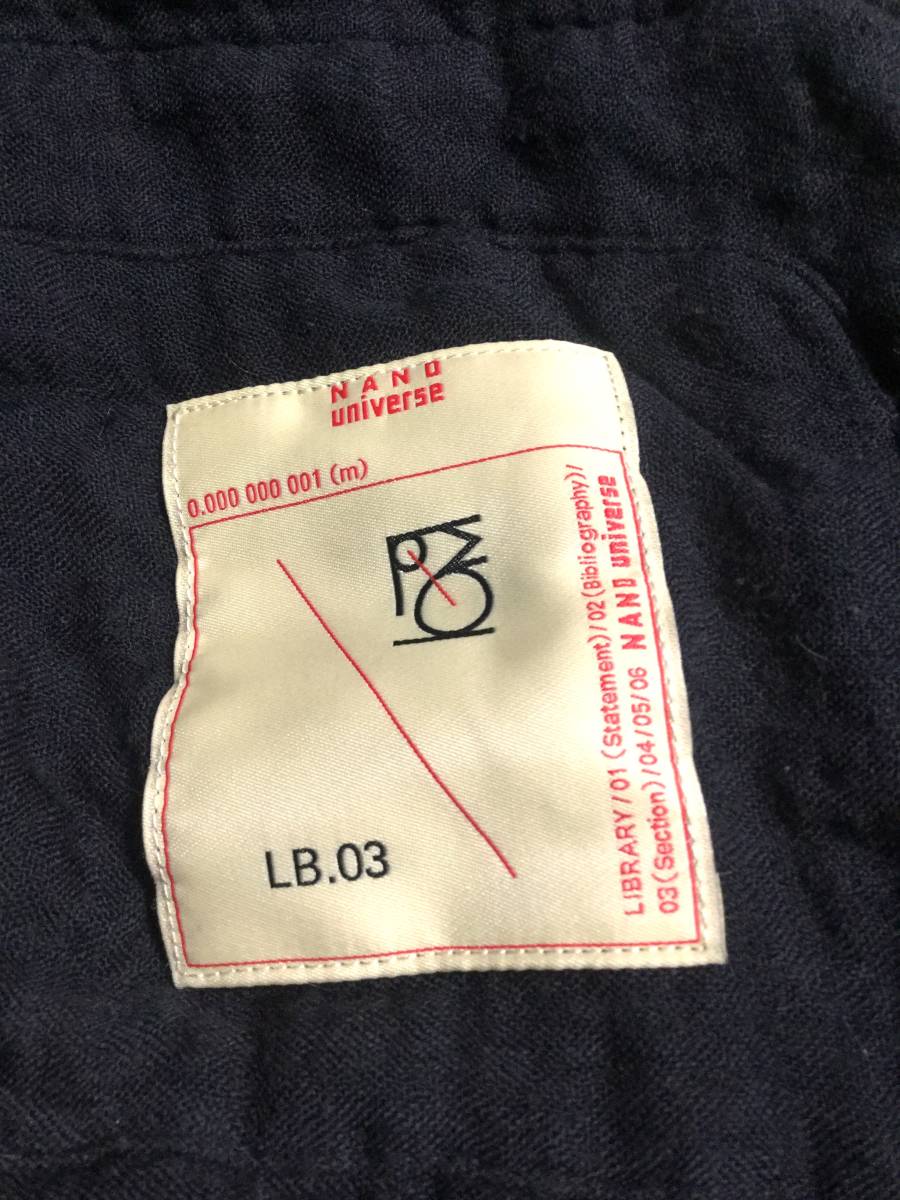 NANO
universe
0.000 000 001 (m)
LB.03
LIBRARY/01(Statement)/02(Bibliography)/
03(Section)/04/05/06 NANO universe